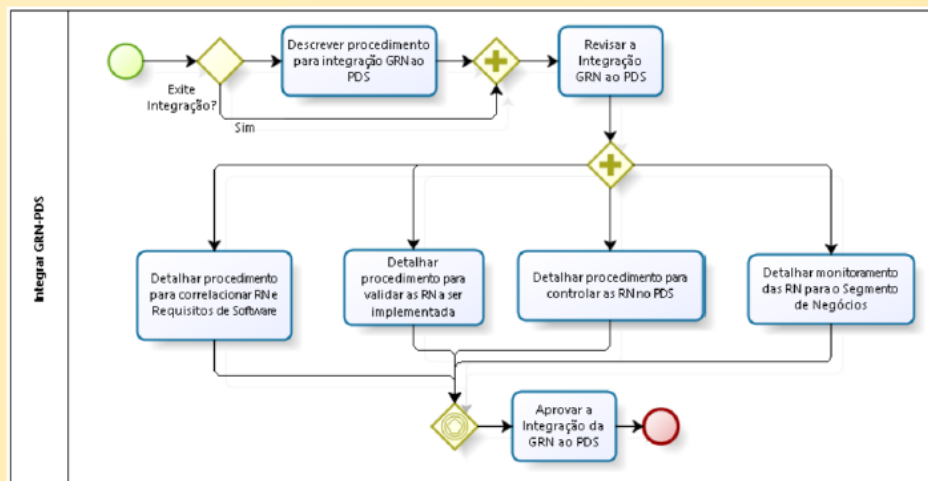 Integrar GRN-PDS
Descrever procedimento
para integração GRN ao
PDS
Revisar a
Integração
GRN ao PDS
Exite
Integração?
Sim
Detalhar procedimento
para correlacionar RN e
Requisitos de Software
Detalhar
procedimento para
validar as RN a ser
implementada
Detalhar procedimento para
controlar as RN no PDS
Detalhar monitoramento
das RN para o Segmento
de Negócios
Aprovar a
Integração da
GRN ao PDS